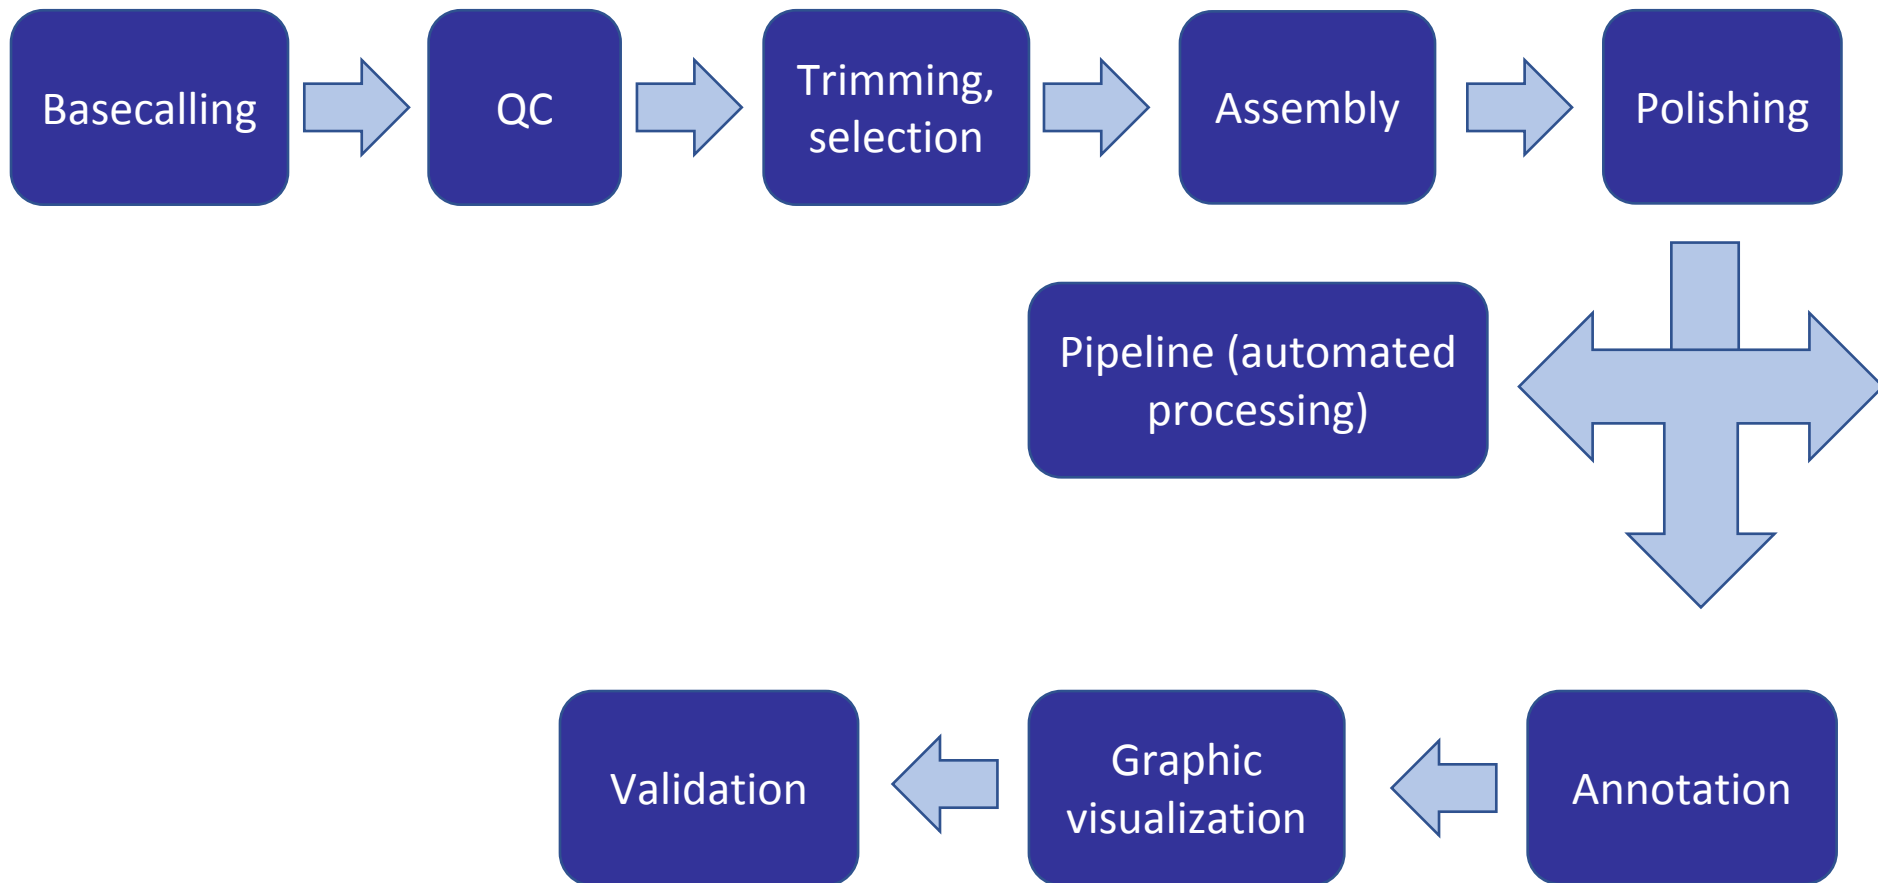 Basecalling
QC
Trimming,
selection
Assembly
Polishing
Pipeline (automated
processing)
Validation
Graphic
visualization
Annotation